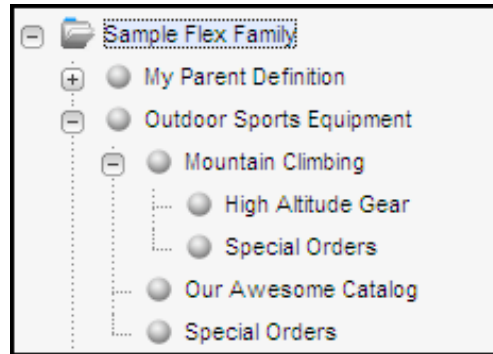 Sample Flex Family
My Parent Definition
Outdoor Sports Equipment
Mountain Climbing
High Altitude Gear
Special Orders
Our Awesome Catalog
Special Orders